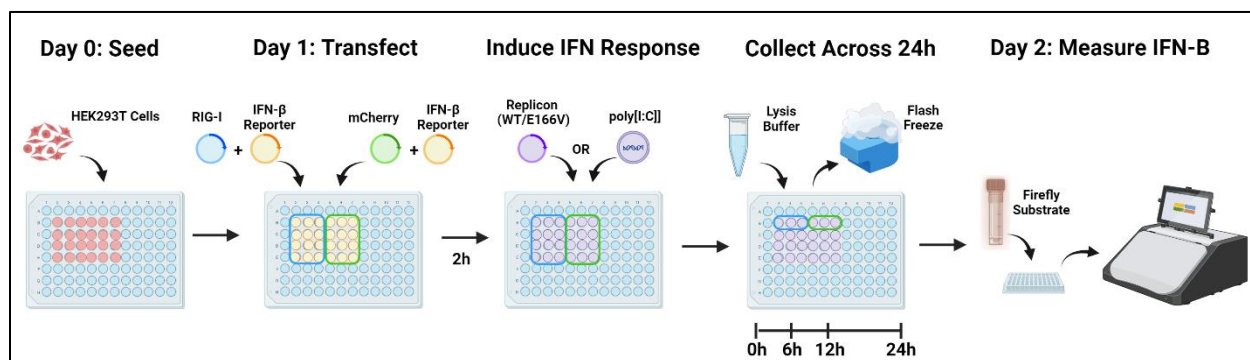 Day 0: Seed
Day 1: Transfect
Induce IFN Response
Collect Across 24h
Day 2: Measure IFN-B
HEK293T Cells
RIG-I
+
IFN-β
Reporter
mCherry
+
IFN-β
Reporter
Replicon
(WT/E166V)
OR
poly[I:C]]
Lysis
Buffer
Flash
Freeze
Firefly
Substrate
2h
0h 6h 12h 24h